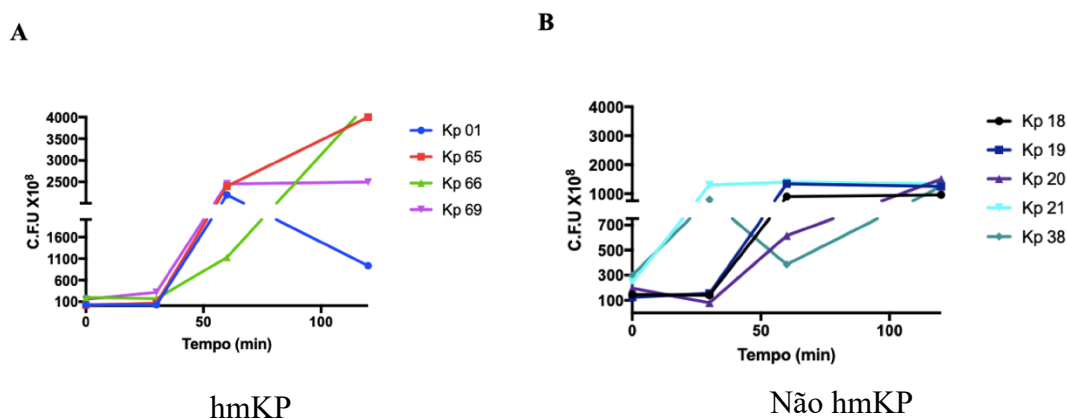 A
C.F.U X10⁸
4000
3500
3000
2500
1600
1100
600
100
0
50
100
Tempo (min)
Kp 01
Kp 65
Kp 66
Kp 69
hmKP
B
C.F.U X10⁸
4000
3000
2000
1000
700
500
300
100
0
50
100
Tempo (min)
Kp 18
Kp 19
Kp 20
Kp 21
Kp 38
Não hmKP